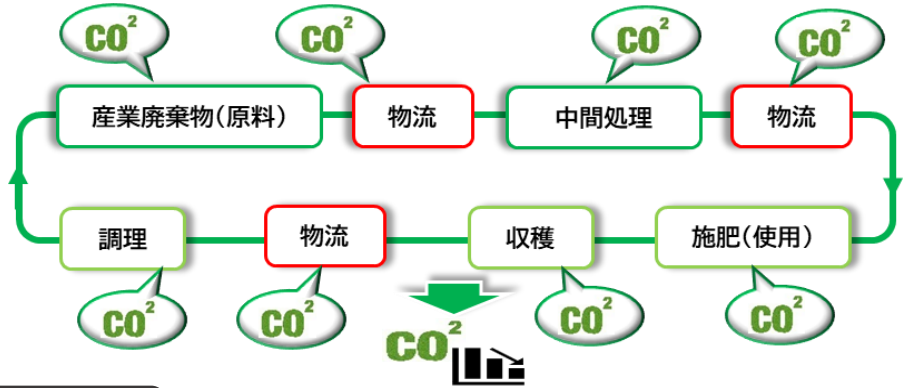 CO²
CO²
CO²
CO²
産業廃棄物(原料)
物流
中間処理
物流
調理
物流
収穫
施肥(使用)
CO²
CO²
CO²
CO²
CO²